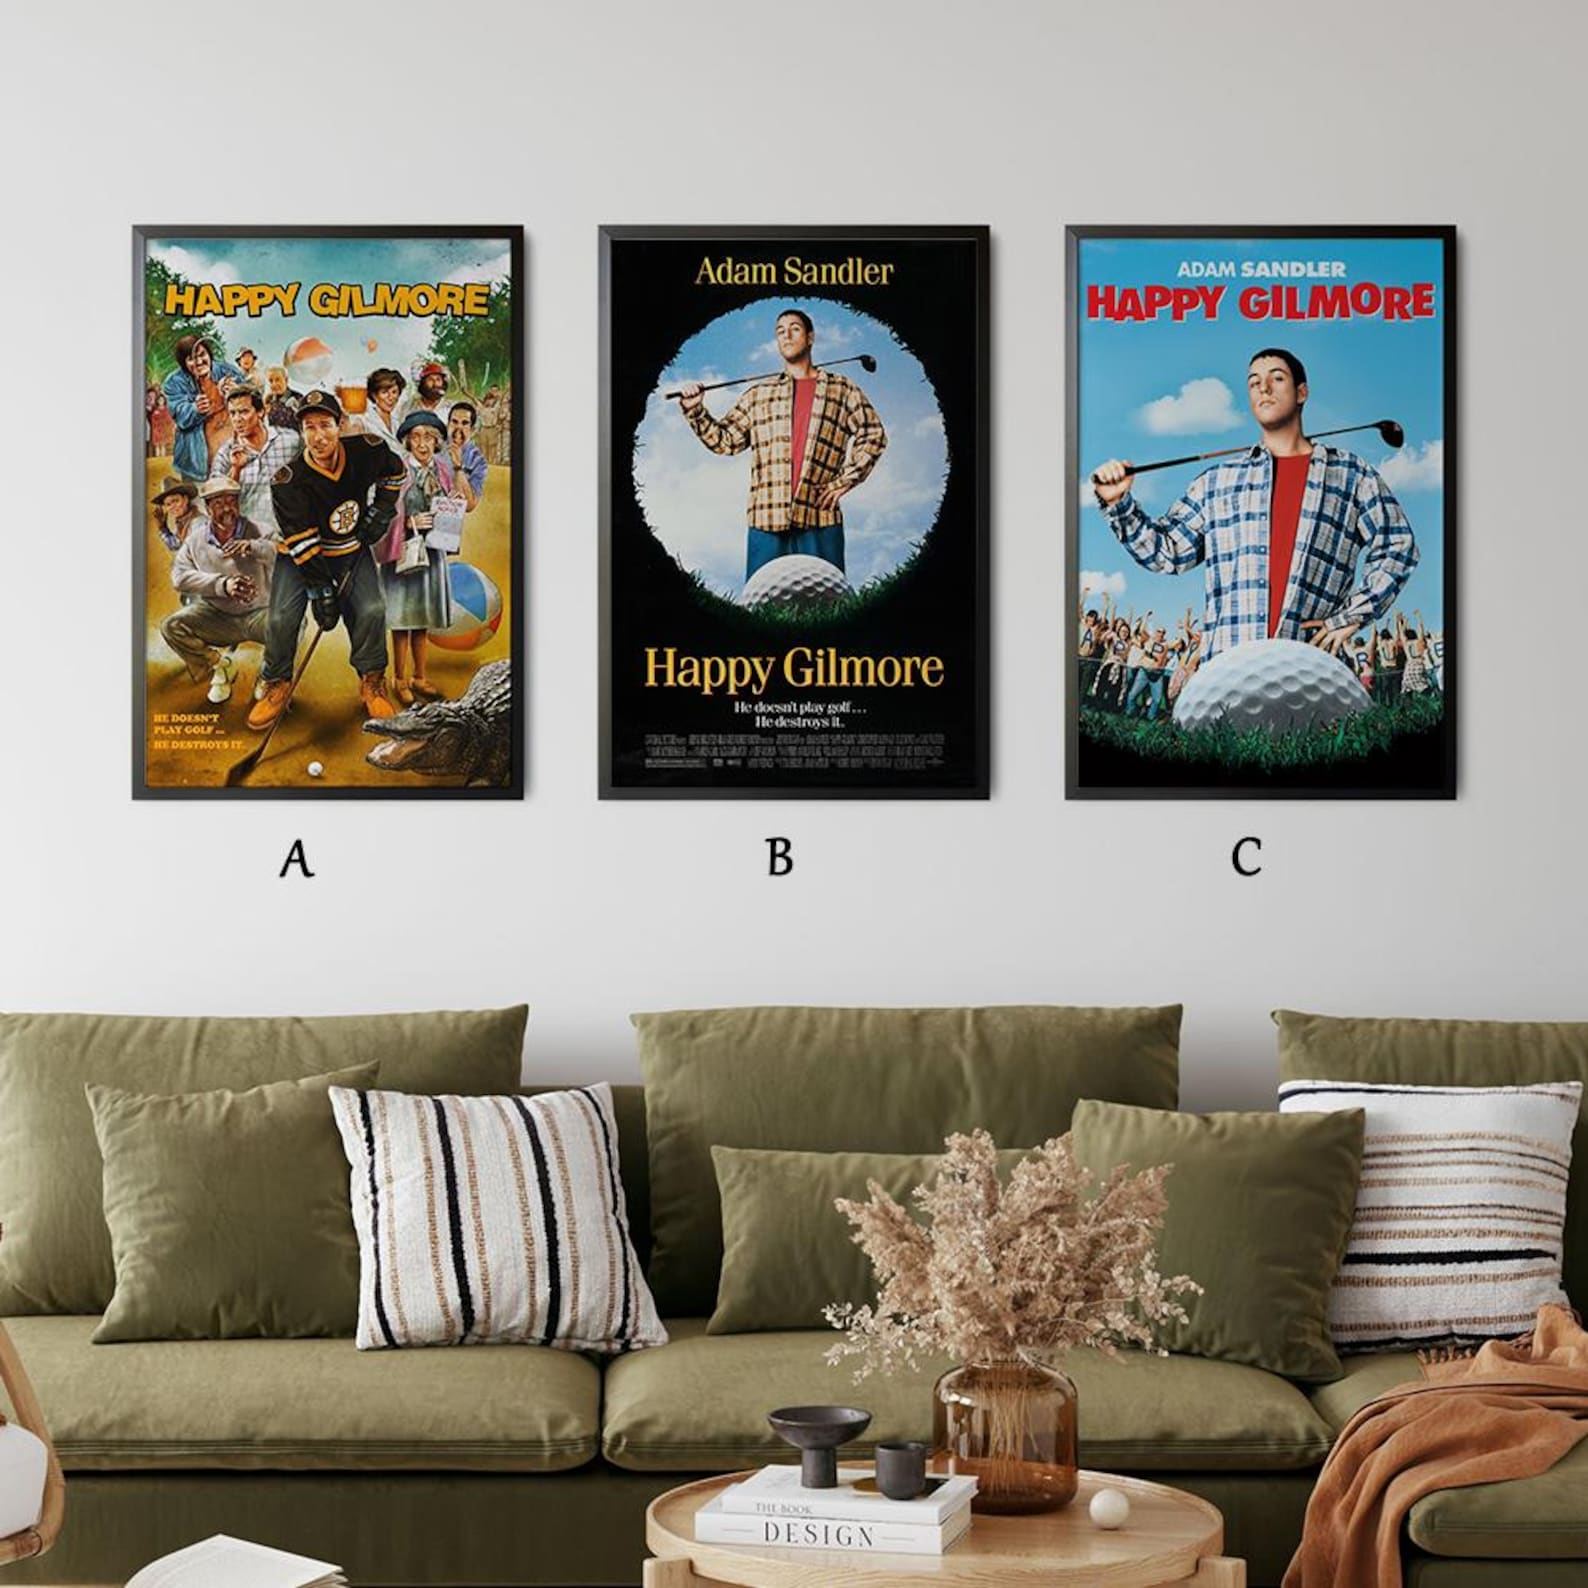 HAPPY GILMORE
HE DOESN'T
PLAY GOLF ...
HE DESTROYS IT.
Adam Sandler
Happy Gilmore
He doesn't play golf...
He destroys it.
ADAM SANDLER
HAPPY GILMORE
A
B
C
THE BOOK
DESIGN